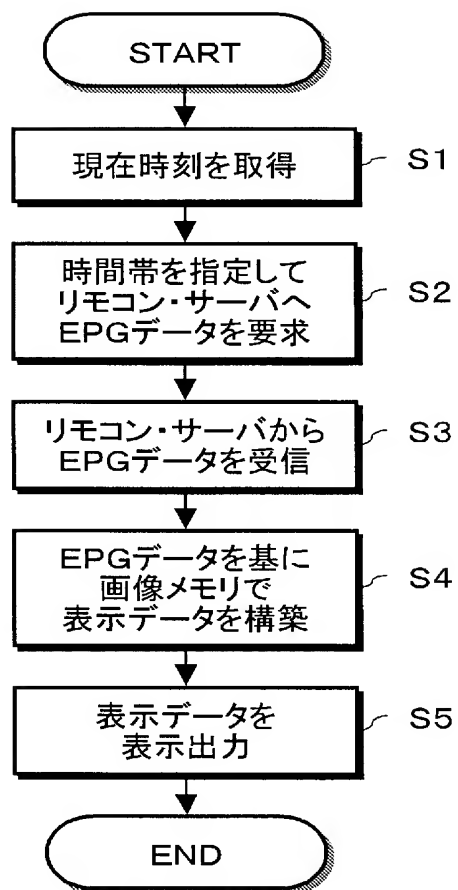 START
現在時刻を取得
S1
時間帯を指定して
リモコン・サーバへ
EPGデータを要求
S2
リモコン・サーバから
EPGデータを受信
S3
EPGデータを基に
画像メモリで
表示データを構築
S4
表示データを
表示出力
S5
END